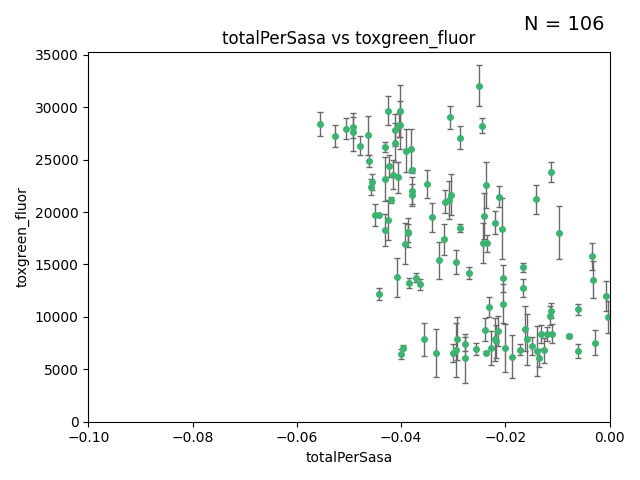 N = 106
totalPerSasa vs toxgreen_fluor
35000
30000
25000
20000
15000
10000
5000
0
toxgreen_fluor
−0.10 −0.08 −0.06 −0.04 −0.02 0.00
totalPerSasa